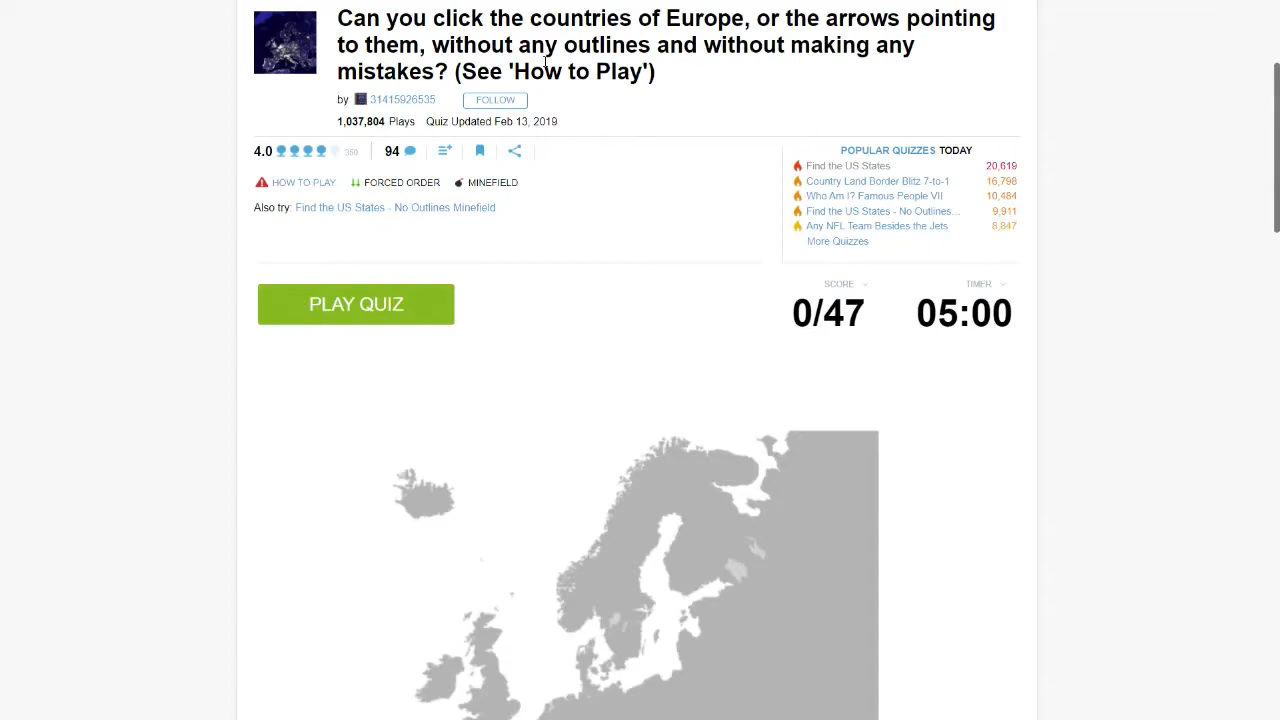 Can you click the countries of Europe, or the arrows pointing
to them, without any outlines and without making any
mistakes? (See 'How to Play')
by 31415926535 FOLLOW
1,037,804 Plays Quiz Updated Feb 13, 2019
4.0 350 94
HOW TO PLAY FORCED ORDER MINEFIELD
Also try: Find the US States - No Outlines Minefield
POPULAR QUIZZES TODAY
Find the US States 20,619
Country Land Border Blitz 7-to-1 16,798
Who Am I? Famous People VII 10,484
Find the US States - No Outlines... 9,911
Any NFL Team Besides the Jets 8,847
More Quizzes
PLAY QUIZ
SCORE TIMER
0/47 05:00